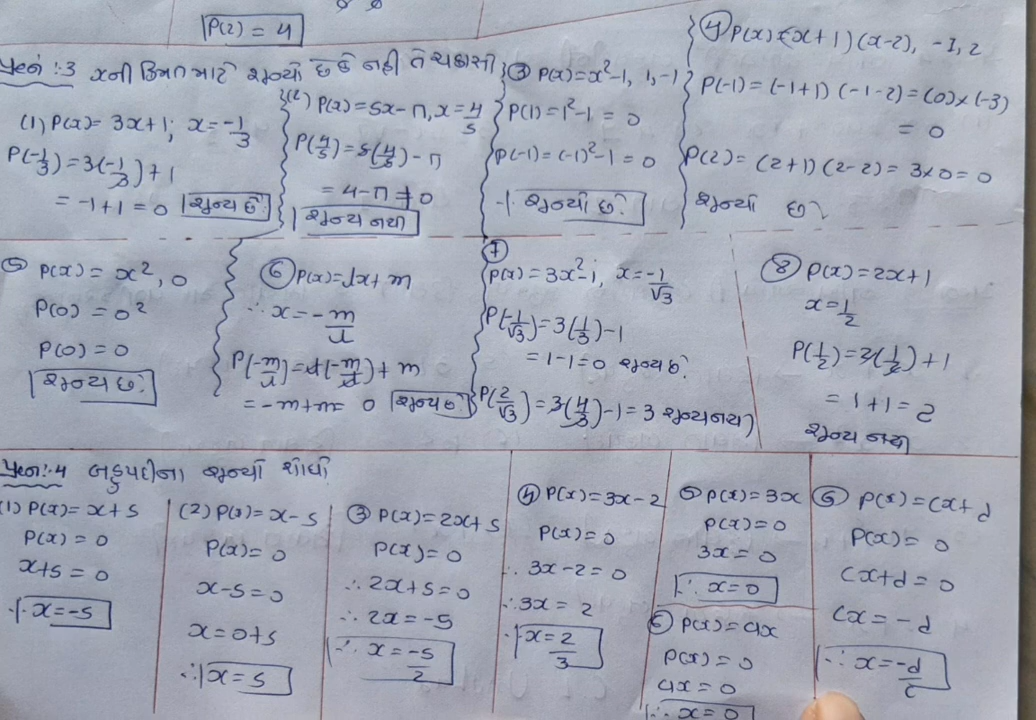 P(2) = 4
પ્રશ્ન :3 xની કિંમત માટે શૂન્યો છે કે નહી તે ચકાસો
(1) P(x) = 3x+1; x = -1/3
P(-1/3) = 3(-1/3)+1
= -1+1 = 0 શૂન્ય છે.
(2) P(x) = 5x-π, x = 4/5
P(4/5) = 5(4/5) - π
= 4-π ≠ 0
શૂન્ય નથી
③ P(x) = x²-1, 1,-1
P(1) = 1²-1 = 0
P(-1) = (-1)²-1 = 0
∴ શૂન્યો છે.
④ P(x) = (x+1)(x-2), -1, 2
P(-1) = (-1+1) (-1-2) = (0)×(-3)
= 0
P(2) = (2+1)(2-2) = 3×0 = 0
શૂન્યો છે.
⑤ P(x) = x², 0
P(0) = 0²
P(0) = 0
શૂન્ય છે.
⑥ P(x) = lx+m
∴ x = -m/l
P(-m/l) = l(-m/l)+m
= -m+m = 0 શૂન્ય છે.
⑦
P(x) = 3x²-1, x = -1/√3
P(-1/√3) = 3(1/3)-1
= 1-1 = 0 શૂન્ય છે.
P(2/√3) = 3(4/3)-1 = 3 શૂન્ય નથી
⑧ P(x) = 2x+1
x = 1/2
P(1/2) = 2(1/2)+1
= 1+1 = 2
શૂન્ય નથી
પ્રશ્ન:-4 બહુપદીના શૂન્યો શોધો
(1) P(x) = x+5
P(x) = 0
x+5 = 0
∴ x = -5
(2) P(x) = x-5
P(x) = 0
x-5 = 0
x = 0+5
∴ x = 5
③ P(x) = 2x+5
P(x) = 0
∴ 2x+5 = 0
∴ 2x = -5
∴ x = -5/2
④ P(x) = 3x-2
P(x) = 0
∴ 3x-2 = 0
∴ 3x = 2
∴ x = 2/3
⑤ P(x) = 3x
P(x) = 0
3x = 0
∴ x = 0
⑥ P(x) = ax
P(x) = 0
ax = 0
∴ x = 0
⑥ P(x) = cx+d
P(x) = 0
cx+d = 0
cx = -d
∴ x = -d/c